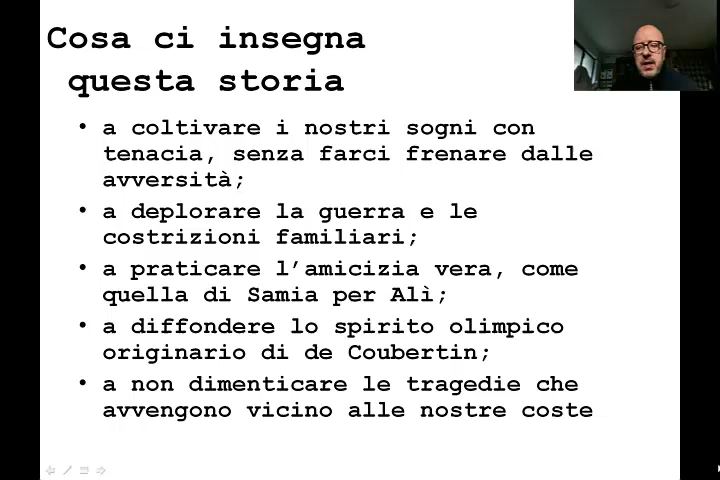 Cosa ci insegna
questa storia
• a coltivare i nostri sogni con
tenacia, senza farci frenare dalle
avversità;
• a deplorare la guerra e le
costrizioni familiari;
• a praticare l’amicizia vera, come
quella di Samia per Alì;
• a diffondere lo spirito olimpico
originario di de Coubertin;
• a non dimenticare le tragedie che
avvengono vicino alle nostre coste